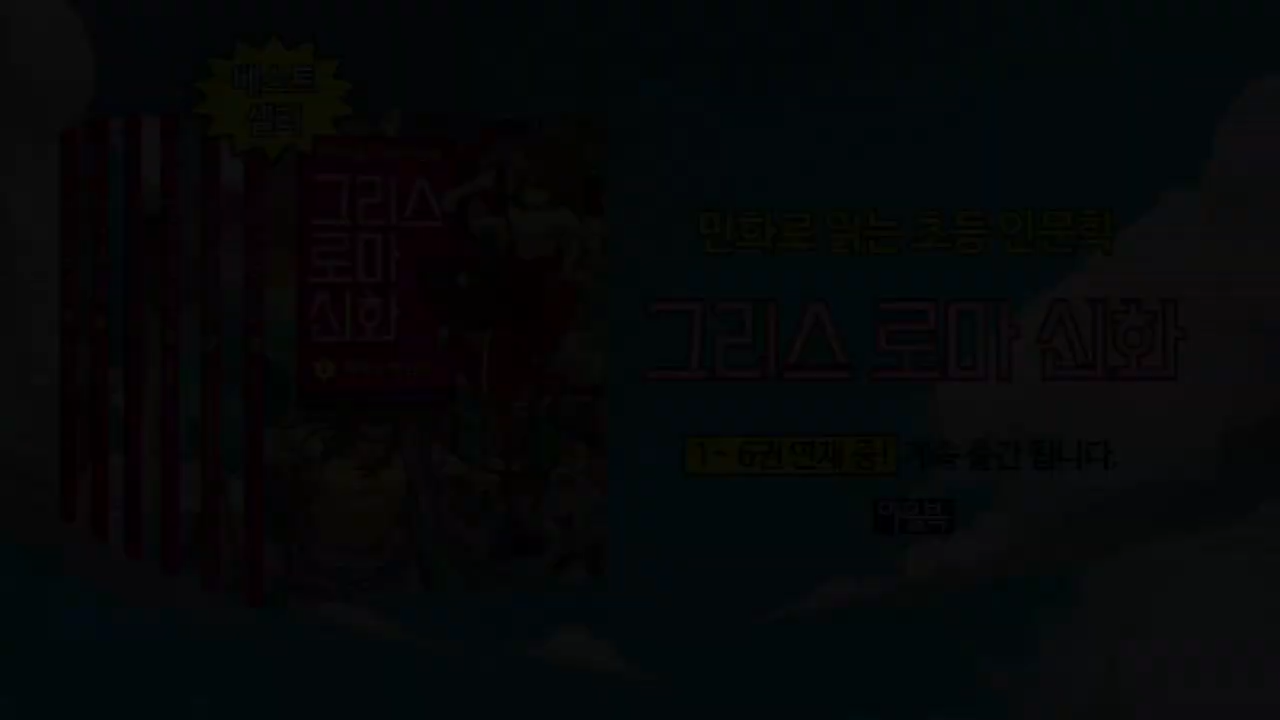 베스트
셀러
그리스
로마
신화
만화로 읽는 초등 인문학
그리스 로마 신화
1~6권 연재 중! 계속 출간 됩니다.
아울북